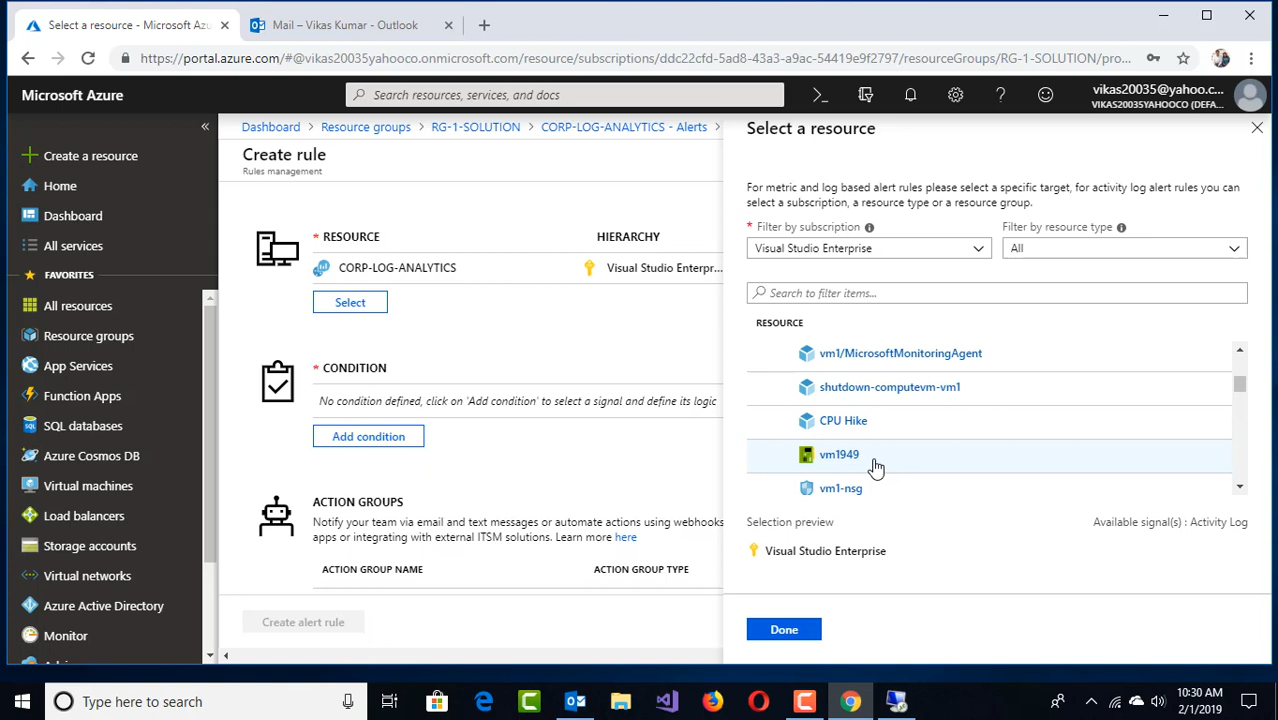 Select a resource - Microsoft Azure
Mail – Vikas Kumar - Outlook
https://portal.azure.com/#@vikas20035yahooco.onmicrosoft.com/resource/subscriptions/ddc22cfd-5ad8-43a3-a9ac-54419e9f2797/resourceGroups/RG-1-SOLUTION/pro...
Microsoft Azure
Search resources, services, and docs
vikas20035@yahoo.c...
VIKAS20035YAHOOCO (DEFA...
Create a resource
Home
Dashboard
All services
FAVORITES
All resources
Resource groups
App Services
Function Apps
SQL databases
Azure Cosmos DB
Virtual machines
Load balancers
Storage accounts
Virtual networks
Azure Active Directory
Monitor
Dashboard > Resource groups > RG-1-SOLUTION > CORP-LOG-ANALYTICS - Alerts >
Create rule
Rules management
* RESOURCE
HIERARCHY
CORP-LOG-ANALYTICS
Visual Studio Enterpr...
Select
* CONDITION
No condition defined, click on 'Add condition' to select a signal and define its logic
Add condition
ACTION GROUPS
Notify your team via email and text messages or automate actions using webhooks
apps or integrating with external ITSM solutions. Learn more here
ACTION GROUP NAME
ACTION GROUP TYPE
Create alert rule
Select a resource
For metric and log based alert rules please select a specific target, for activity log alert rules you can
select a subscription, a resource type or a resource group.
* Filter by subscription
Filter by resource type
Visual Studio Enterprise
All
Search to filter items...
RESOURCE
vm1/MicrosoftMonitoringAgent
shutdown-computevm-vm1
CPU Hike
vm1949
vm1-nsg
Selection preview
Available signal(s) : Activity Log
Visual Studio Enterprise
Done
Type here to search
10:30 AM
2/1/2019